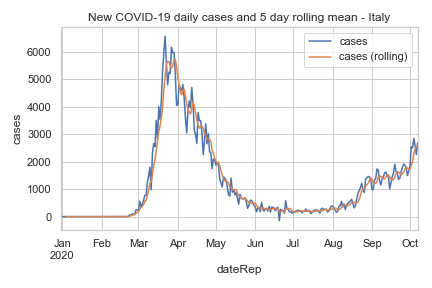 New COVID-19 daily cases and 5 day rolling mean - Italy
cases
cases (rolling)
cases
6000
5000
4000
3000
2000
1000
0
Jan Feb Mar Apr May Jun Jul Aug Sep Oct
2020
dateRep